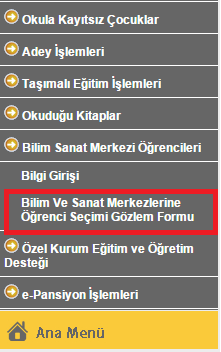 Okula Kayıtsız Çocuklar
Aday İşlemleri
Taşımalı Eğitim İşlemleri
Okuduğu Kitaplar
Bilim Sanat Merkezi Öğrencileri
Bilgi Girişi
Bilim Ve Sanat Merkezlerine
Öğrenci Seçimi Gözlem Formu
Özel Kurum Eğitim ve Öğretim
Desteği
e-Pansiyon İşlemleri
Ana Menü